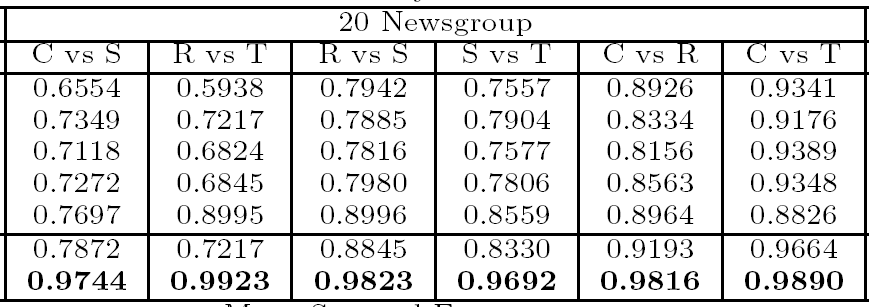 20 Newsgroup
C vs S R vs T R vs S S vs T C vs R C vs T
0.6554 0.5938 0.7942 0.7557 0.8926 0.9341
0.7349 0.7217 0.7885 0.7904 0.8334 0.9176
0.7118 0.6824 0.7816 0.7577 0.8156 0.9389
0.7272 0.6845 0.7980 0.7806 0.8563 0.9348
0.7697 0.8995 0.8996 0.8559 0.8964 0.8826
0.7872 0.7217 0.8845 0.8330 0.9193 0.9664
0.9744 0.9923 0.9823 0.9692 0.9816 0.9890